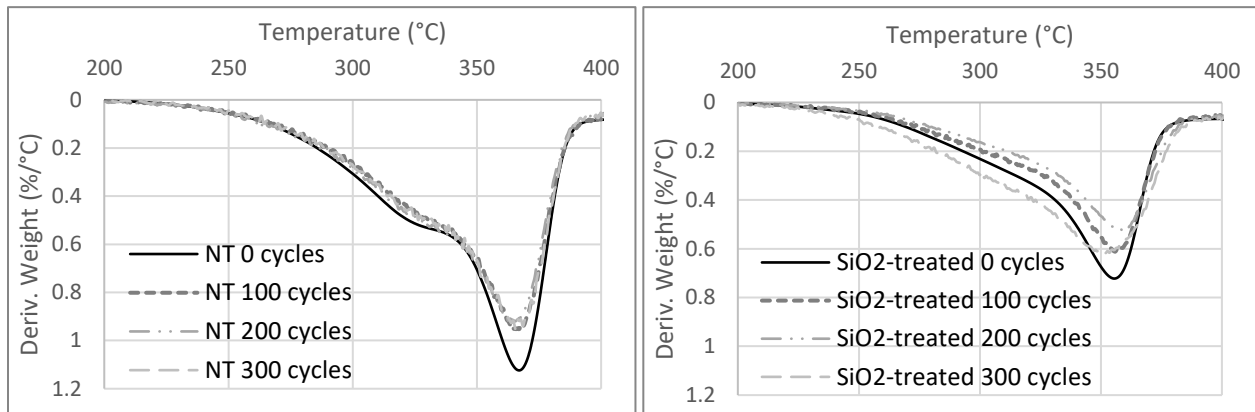 Temperature (°C)
200 250 300 350 400
0
0.2
0.4
0.6
0.8
1
1.2
Deriv. Weight (%/°C)
NT 0 cycles
NT 100 cycles
NT 200 cycles
NT 300 cycles
Temperature (°C)
200 250 300 350 400
0
0.2
0.4
0.6
0.8
1
1.2
Deriv. Weight (%/°C)
SiO2-treated 0 cycles
SiO2-treated 100 cycles
SiO2-treated 200 cycles
SiO2-treated 300 cycles